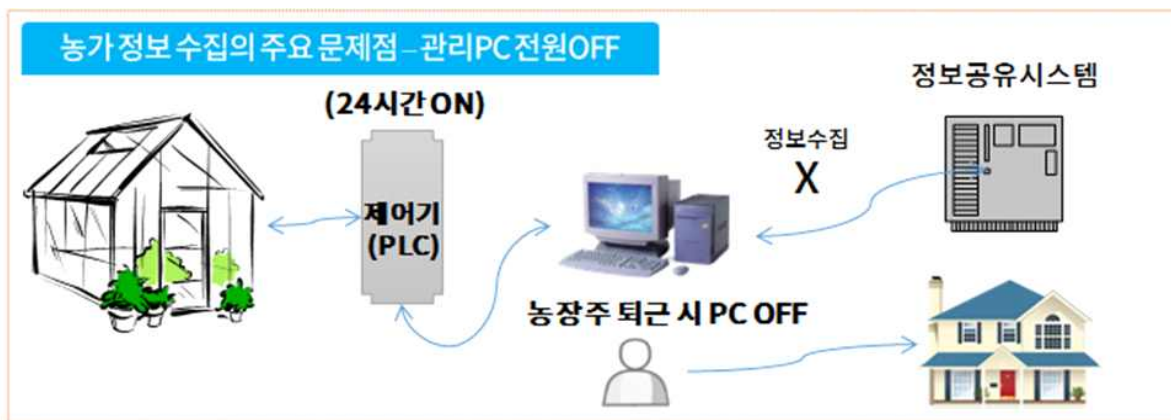 농가 정보 수집의 주요 문제점 – 관리PC 전원OFF
(24시간 ON)
정보공유시스템
정보수집
X
제어기
(PLC)
농장주 퇴근 시 PC OFF